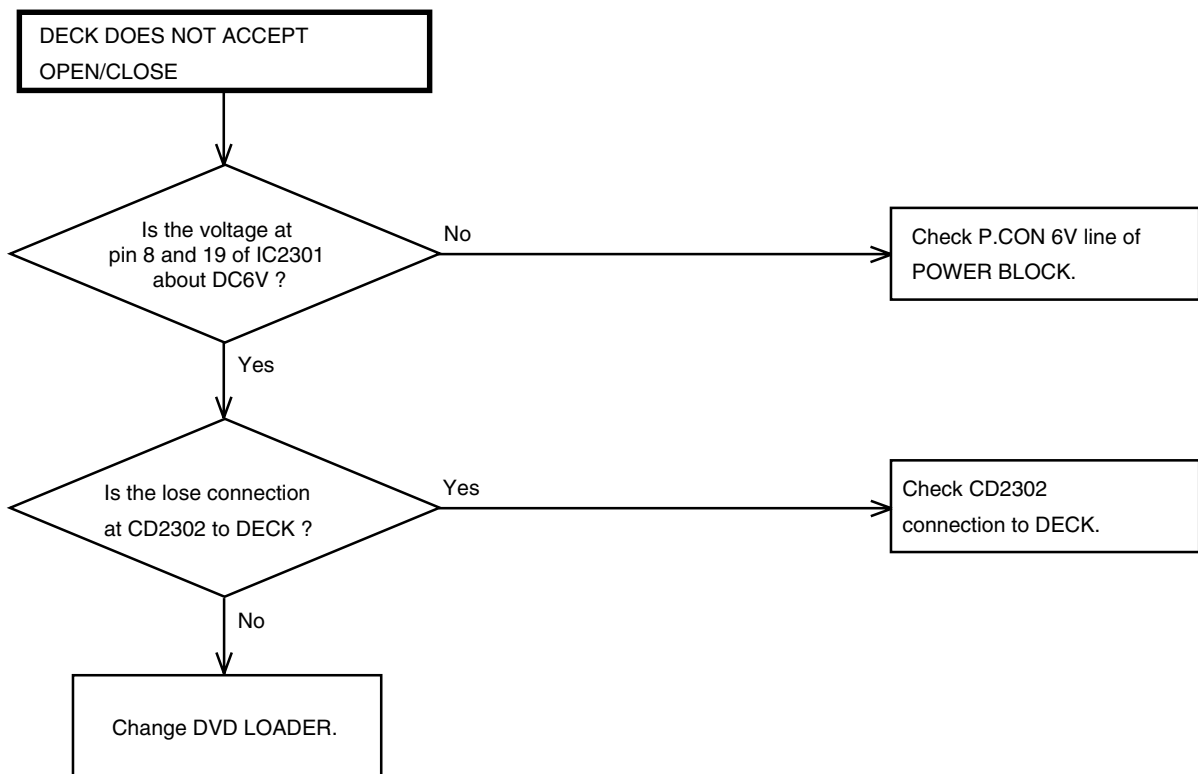 DECK DOES NOT ACCEPT
OPEN/CLOSE
Is the voltage at
pin 8 and 19 of IC2301
about DC6V ?
No
Check P.CON 6V line of
POWER BLOCK.
Yes
Is the lose connection
at CD2302 to DECK ?
Yes
Check CD2302
connection to DECK.
No
Change DVD LOADER.